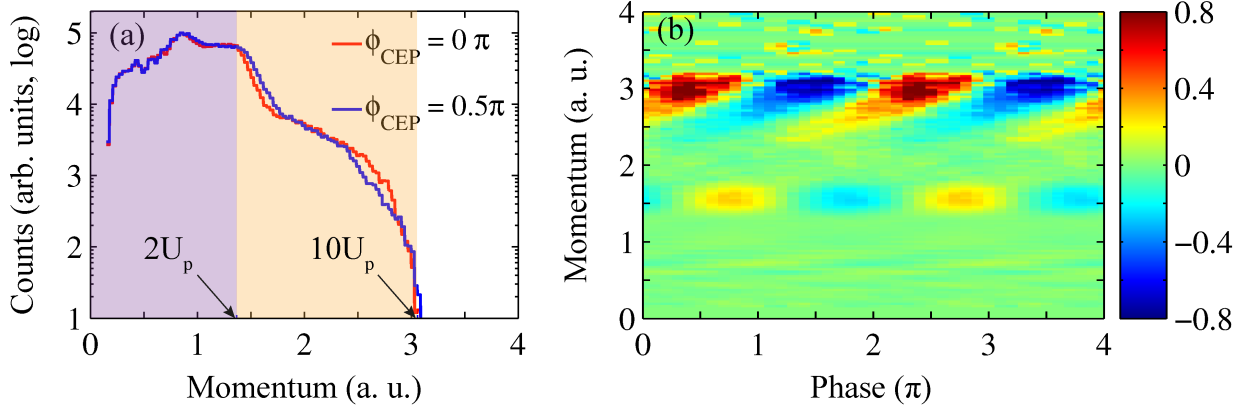 (a)
ϕCEP = 0 π
ϕCEP = 0.5π
2Up
10Up
Counts (arb. units, log)
5
4
3
2
1
0 1 2 3 4
Momentum (a. u.)
(b)
Momentum (a. u.)
4
3
2
1
0
0 1 2 3 4
Phase (π)
0.8
0.4
0
−0.4
−0.8